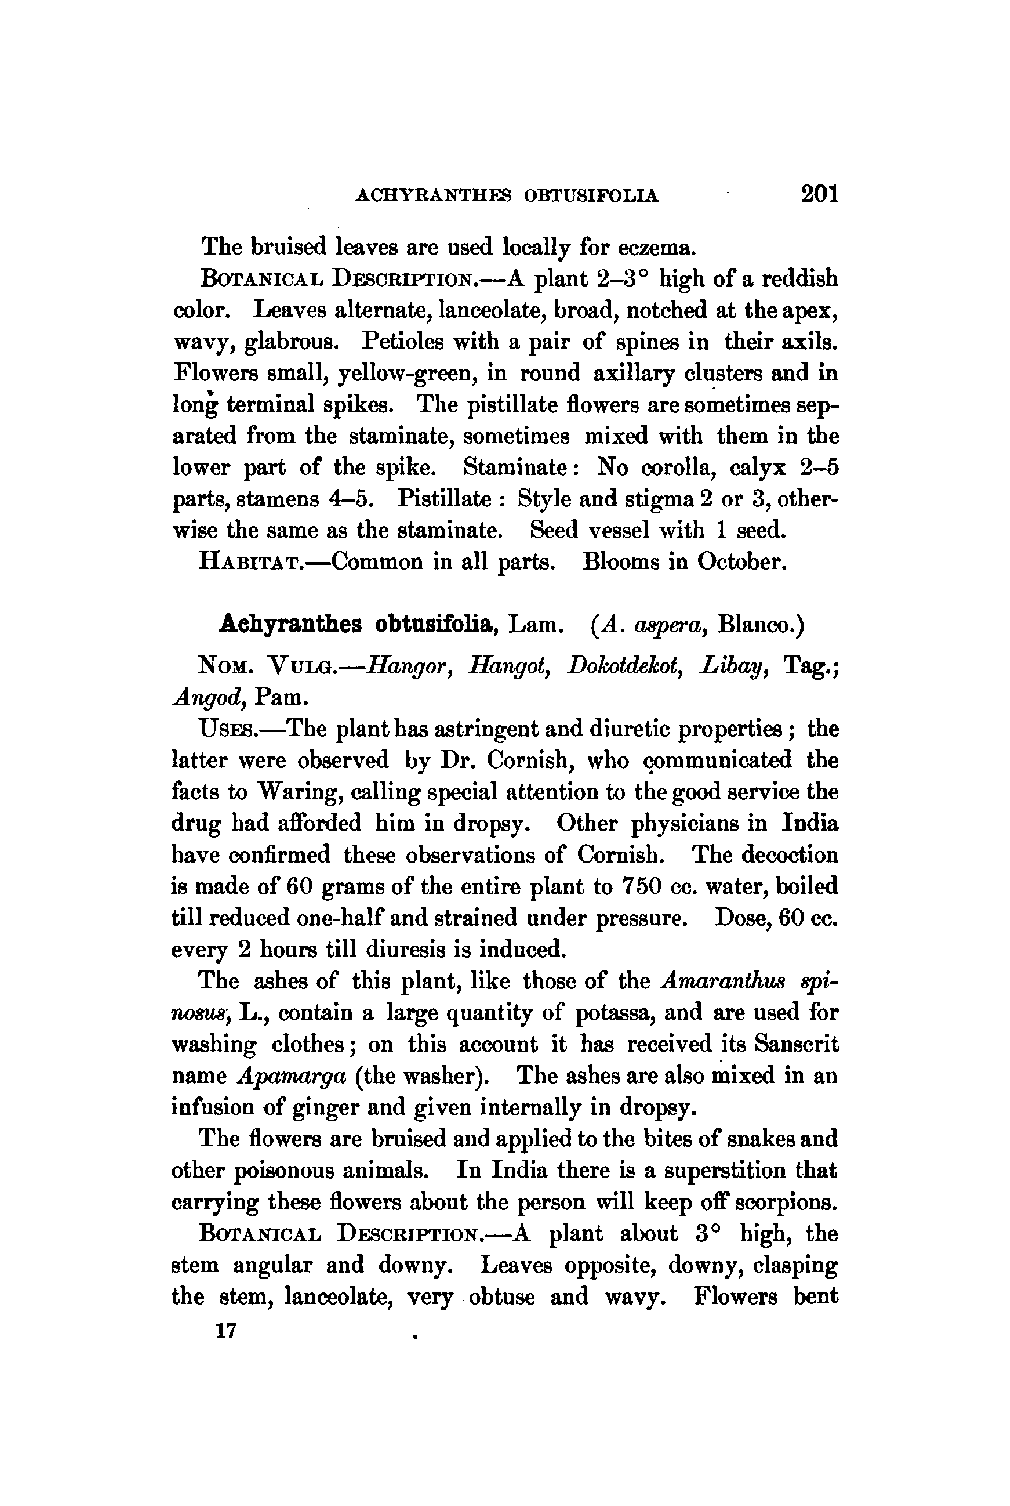 ACHYRANTHES OBTUSIFOLIA 201
The bruised leaves are used locally for eczema.
BOTANICAL DESCRIPTION.—A plant 2–3° high of a reddish
color. Leaves alternate, lanceolate, broad, notched at the apex,
wavy, glabrous. Petioles with a pair of spines in their axils.
Flowers small, yellow-green, in round axillary clusters and in
long terminal spikes. The pistillate flowers are sometimes sep-
arated from the staminate, sometimes mixed with them in the
lower part of the spike. Staminate: No corolla, calyx 2–5
parts, stamens 4–5. Pistillate : Style and stigma 2 or 3, other-
wise the same as the staminate. Seed vessel with 1 seed.
HABITAT.—Common in all parts. Blooms in October.
Achyranthes obtusifolia, Lam. (A. aspera, Blanco.)
NOM. VULG.—Hangor, Hangot, Dokotdekot, Libay, Tag.;
Angod, Pam.
USES.—The plant has astringent and diuretic properties ; the
latter were observed by Dr. Cornish, who communicated the
facts to Waring, calling special attention to the good service the
drug had afforded him in dropsy. Other physicians in India
have confirmed these observations of Cornish. The decoction
is made of 60 grams of the entire plant to 750 cc. water, boiled
till reduced one-half and strained under pressure. Dose, 60 cc.
every 2 hours till diuresis is induced.
The ashes of this plant, like those of the Amaranthus spi-
nosus, L., contain a large quantity of potassa, and are used for
washing clothes; on this account it has received its Sanscrit
name Apamarga (the washer). The ashes are also mixed in an
infusion of ginger and given internally in dropsy.
The flowers are bruised and applied to the bites of snakes and
other poisonous animals. In India there is a superstition that
carrying these flowers about the person will keep off scorpions.
BOTANICAL DESCRIPTION.—A plant about 3° high, the
stem angular and downy. Leaves opposite, downy, clasping
the stem, lanceolate, very obtuse and wavy. Flowers bent
17